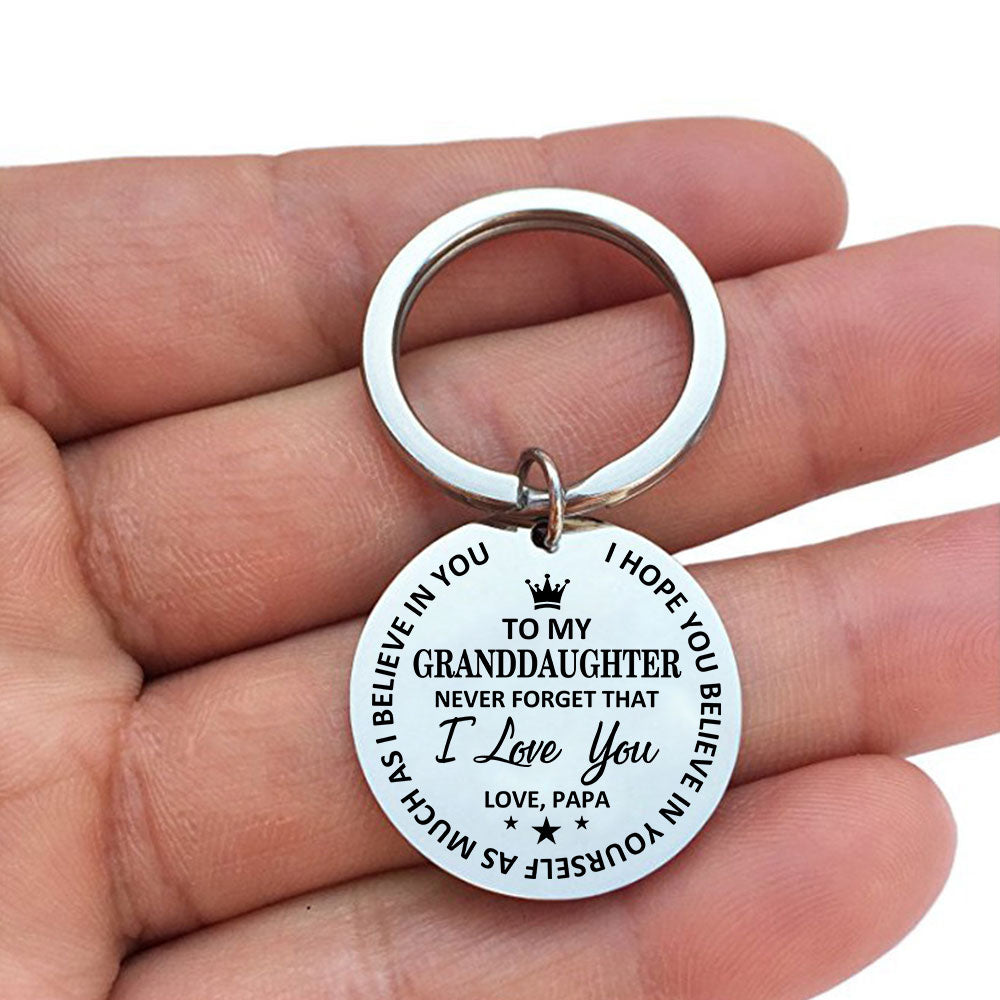 I HOPE YOU BELIEVE IN YOURSELF AS MUCH AS I BELIEVE IN YOU
TO MY
GRANDDAUGHTER
NEVER FORGET THAT
I Love You
LOVE, PAPA